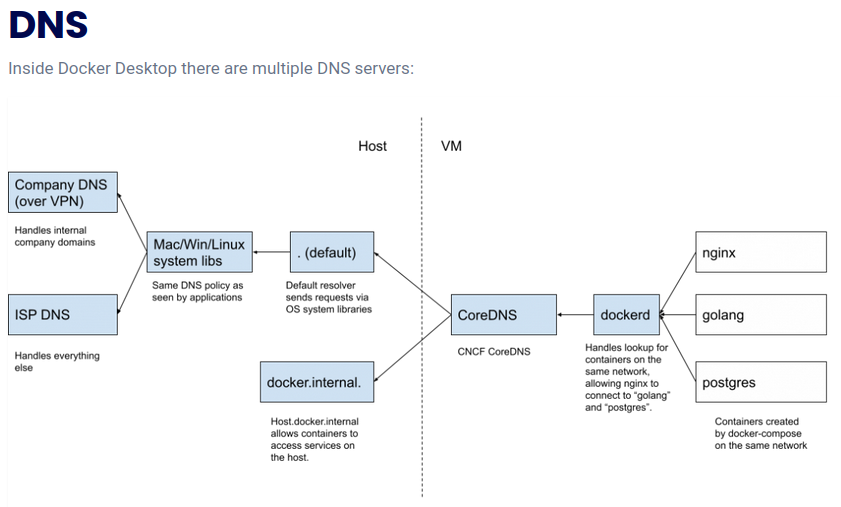 DNS
Inside Docker Desktop there are multiple DNS servers:
Host
VM
Company DNS
(over VPN)
Handles internal
company domains
Mac/Win/Linux
system libs
Same DNS policy as
seen by applications
. (default)
Default resolver
sends requests via
OS system libraries
ISP DNS
Handles everything
else
docker.internal.
Host.docker.internal
allows containers to
access services on
the host.
CoreDNS
CNCF CoreDNS
dockerd
Handles lookup for
containers on the
same network,
allowing nginx to
connect to “golang”
and “postgres”.
nginx
golang
postgres
Containers created
by docker-compose
on the same network